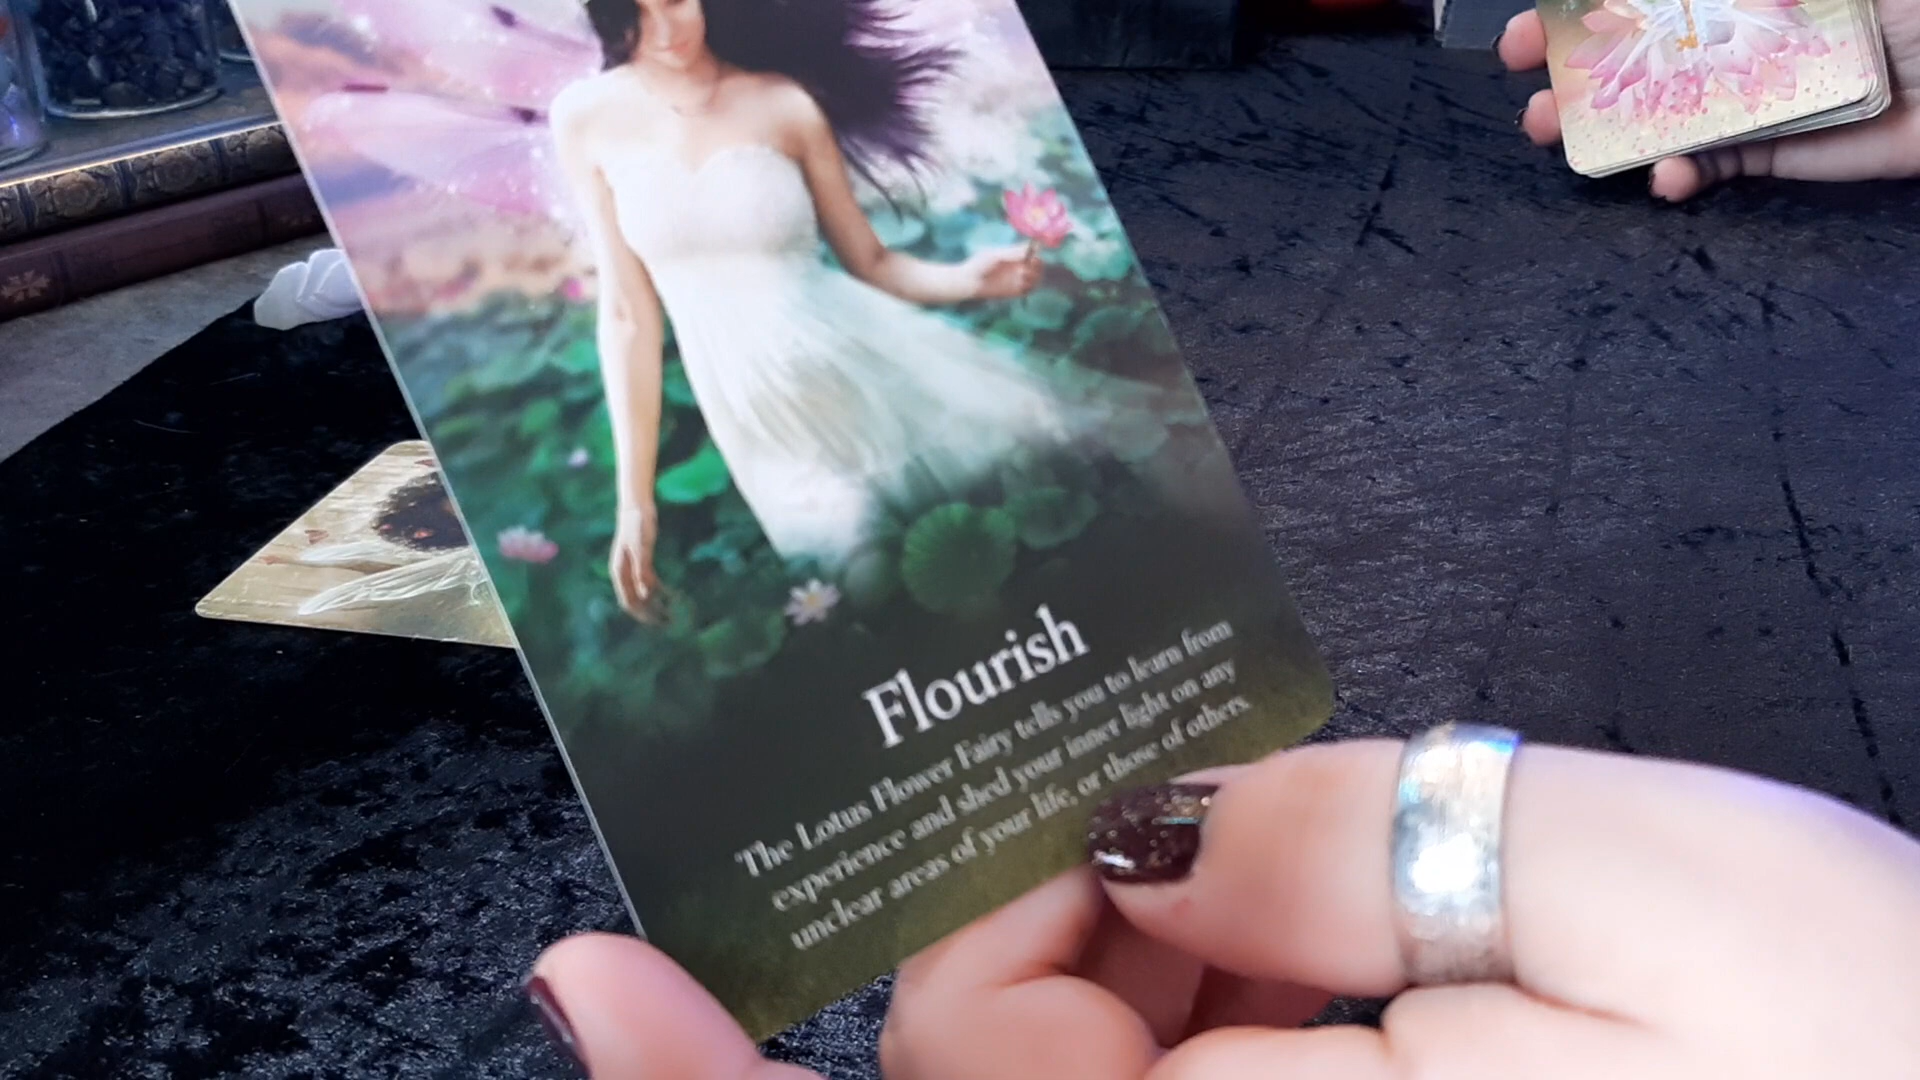 Flourish
The Lotus Flower Fairy tells you to learn from
experience and shed your inner light on any
unclear areas of your life, or those of others.